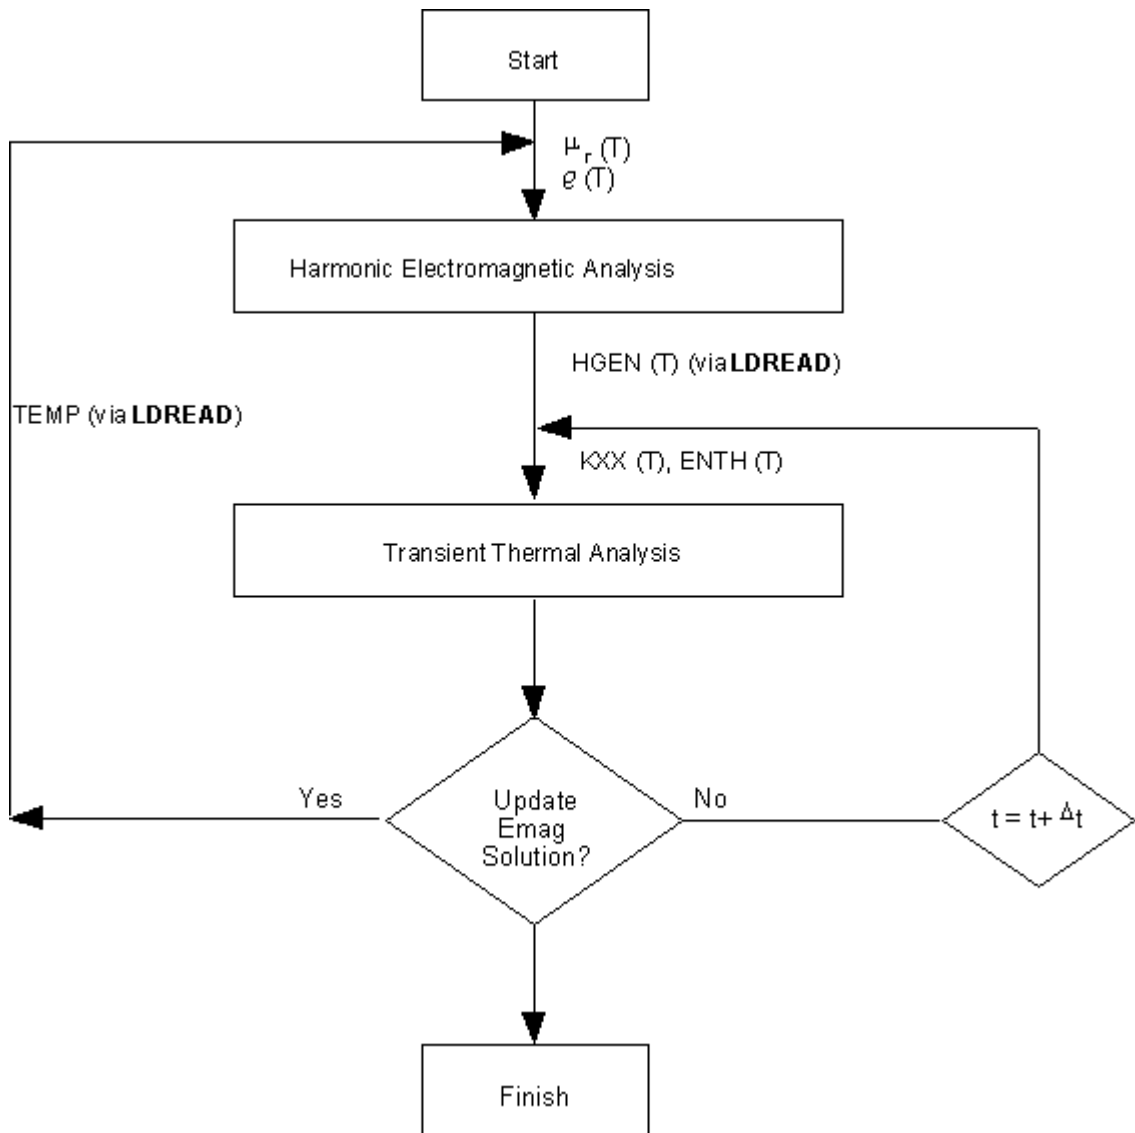 Start
μ r (T)
ϱ (T)
Harmonic Electromagnetic Analysis
HGEN (T) (via LDREAD)
TEMP (via LDREAD)
KXX (T), ENTH (T)
Transient Thermal Analysis
Yes
Update
Emag
Solution?
No
t = t+ Δt
Finish